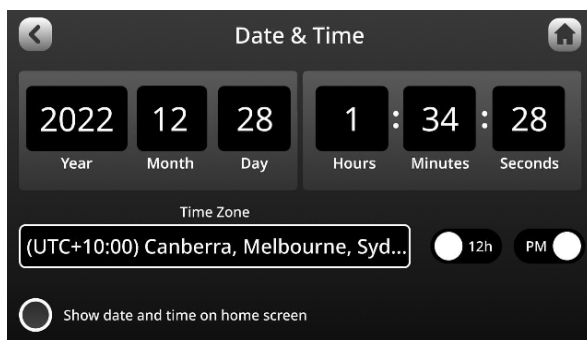 Date & Time
2022 12 28 1 : 34 : 28
Year Month Day Hours Minutes Seconds
Time Zone
(UTC+10:00) Canberra, Melbourne, Syd...
12h PM
Show date and time on home screen